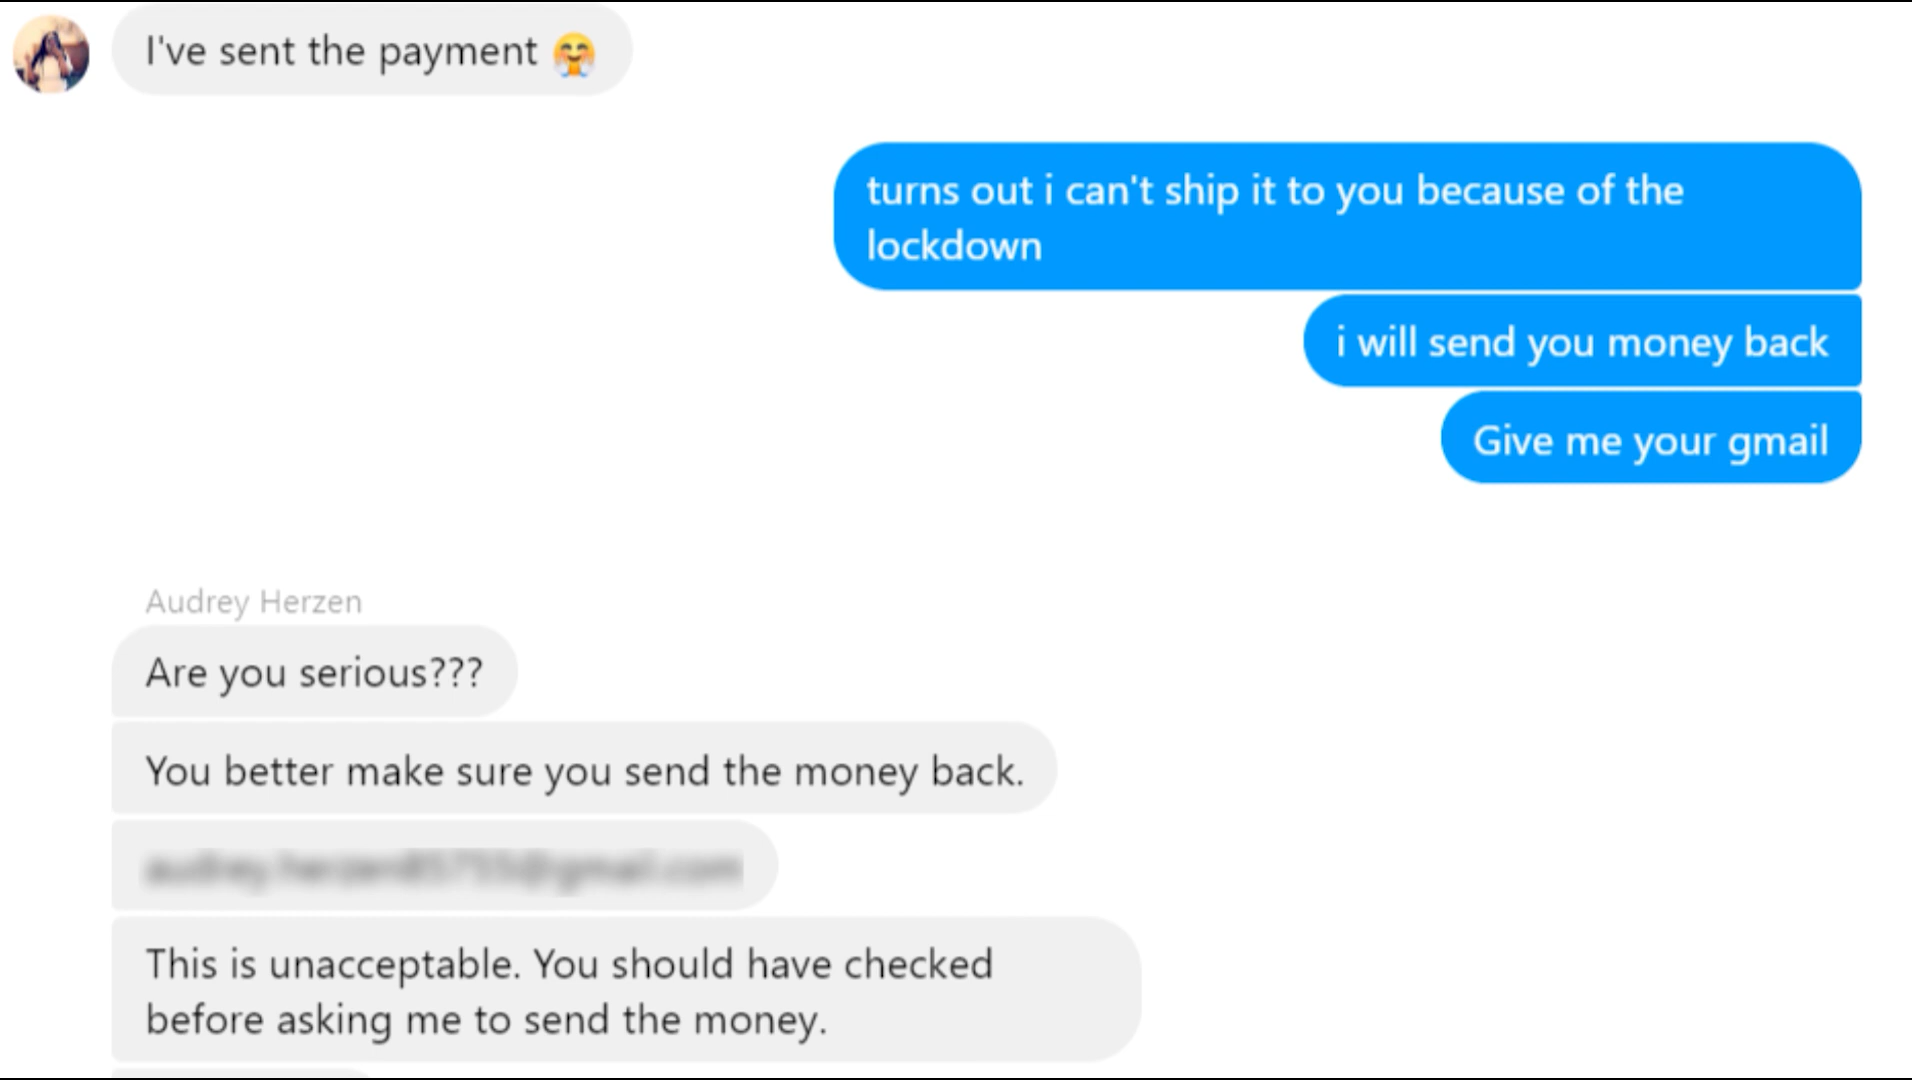 I've sent the payment 🤗
turns out i can't ship it to you because of the
lockdown
i will send you money back
Give me your gmail
Audrey Herzen
Are you serious???
You better make sure you send the money back.
This is unacceptable. You should have checked
before asking me to send the money.